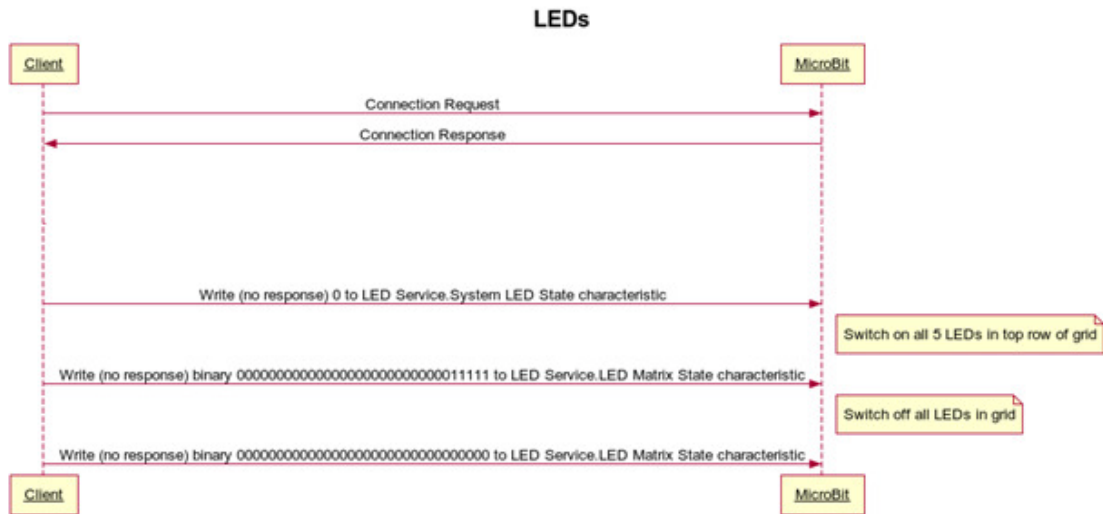 LEDs
Client
MicroBit
Connection Request
Connection Response
Write (no response) 0 to LED Service.System LED State characteristic
Switch on all 5 LEDs in top row of grid
Write (no response) binary 00000000000000000000000000011111 to LED Service.LED Matrix State characteristic
Switch off all LEDs in grid
Write (no response) binary 00000000000000000000000000000000 to LED Service.LED Matrix State characteristic
Client
MicroBit